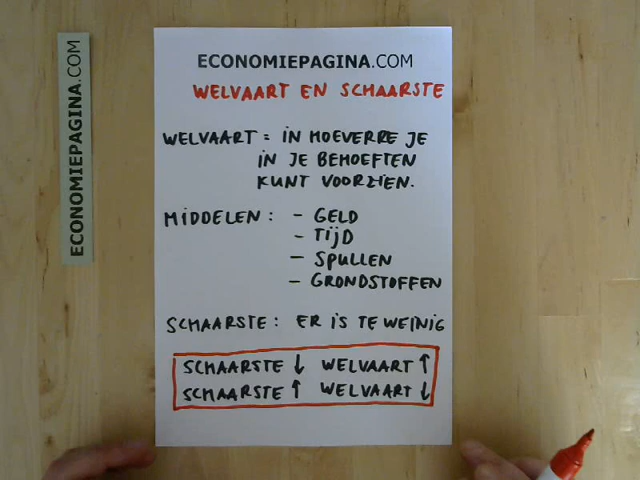 ECONOMIEPAGINA.COM
ECONOMIEPAGINA.COM
WELVAART EN SCHAARSTE
WELVAART = IN HOEVERRE JE
IN JE BEHOEFTEN
KUNT VOORZIEN.
MIDDELEN : - GELD
- TIJD
- SPULLEN
- GRONDSTOFFEN
SCHAARSTE : ER IS TE WEINIG
SCHAARSTE ↓ WELVAART ↑
SCHAARSTE ↑ WELVAART ↓